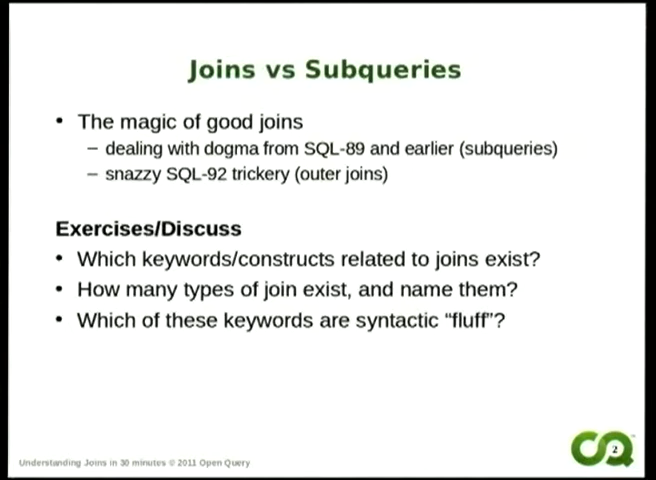 Joins vs Subqueries
• The magic of good joins
– dealing with dogma from SQL-89 and earlier (subqueries)
– snazzy SQL-92 trickery (outer joins)
Exercises/Discuss
• Which keywords/constructs related to joins exist?
• How many types of join exist, and name them?
• Which of these keywords are syntactic “fluff”?
Understanding Joins in 30 minutes © 2011 Open Query
2